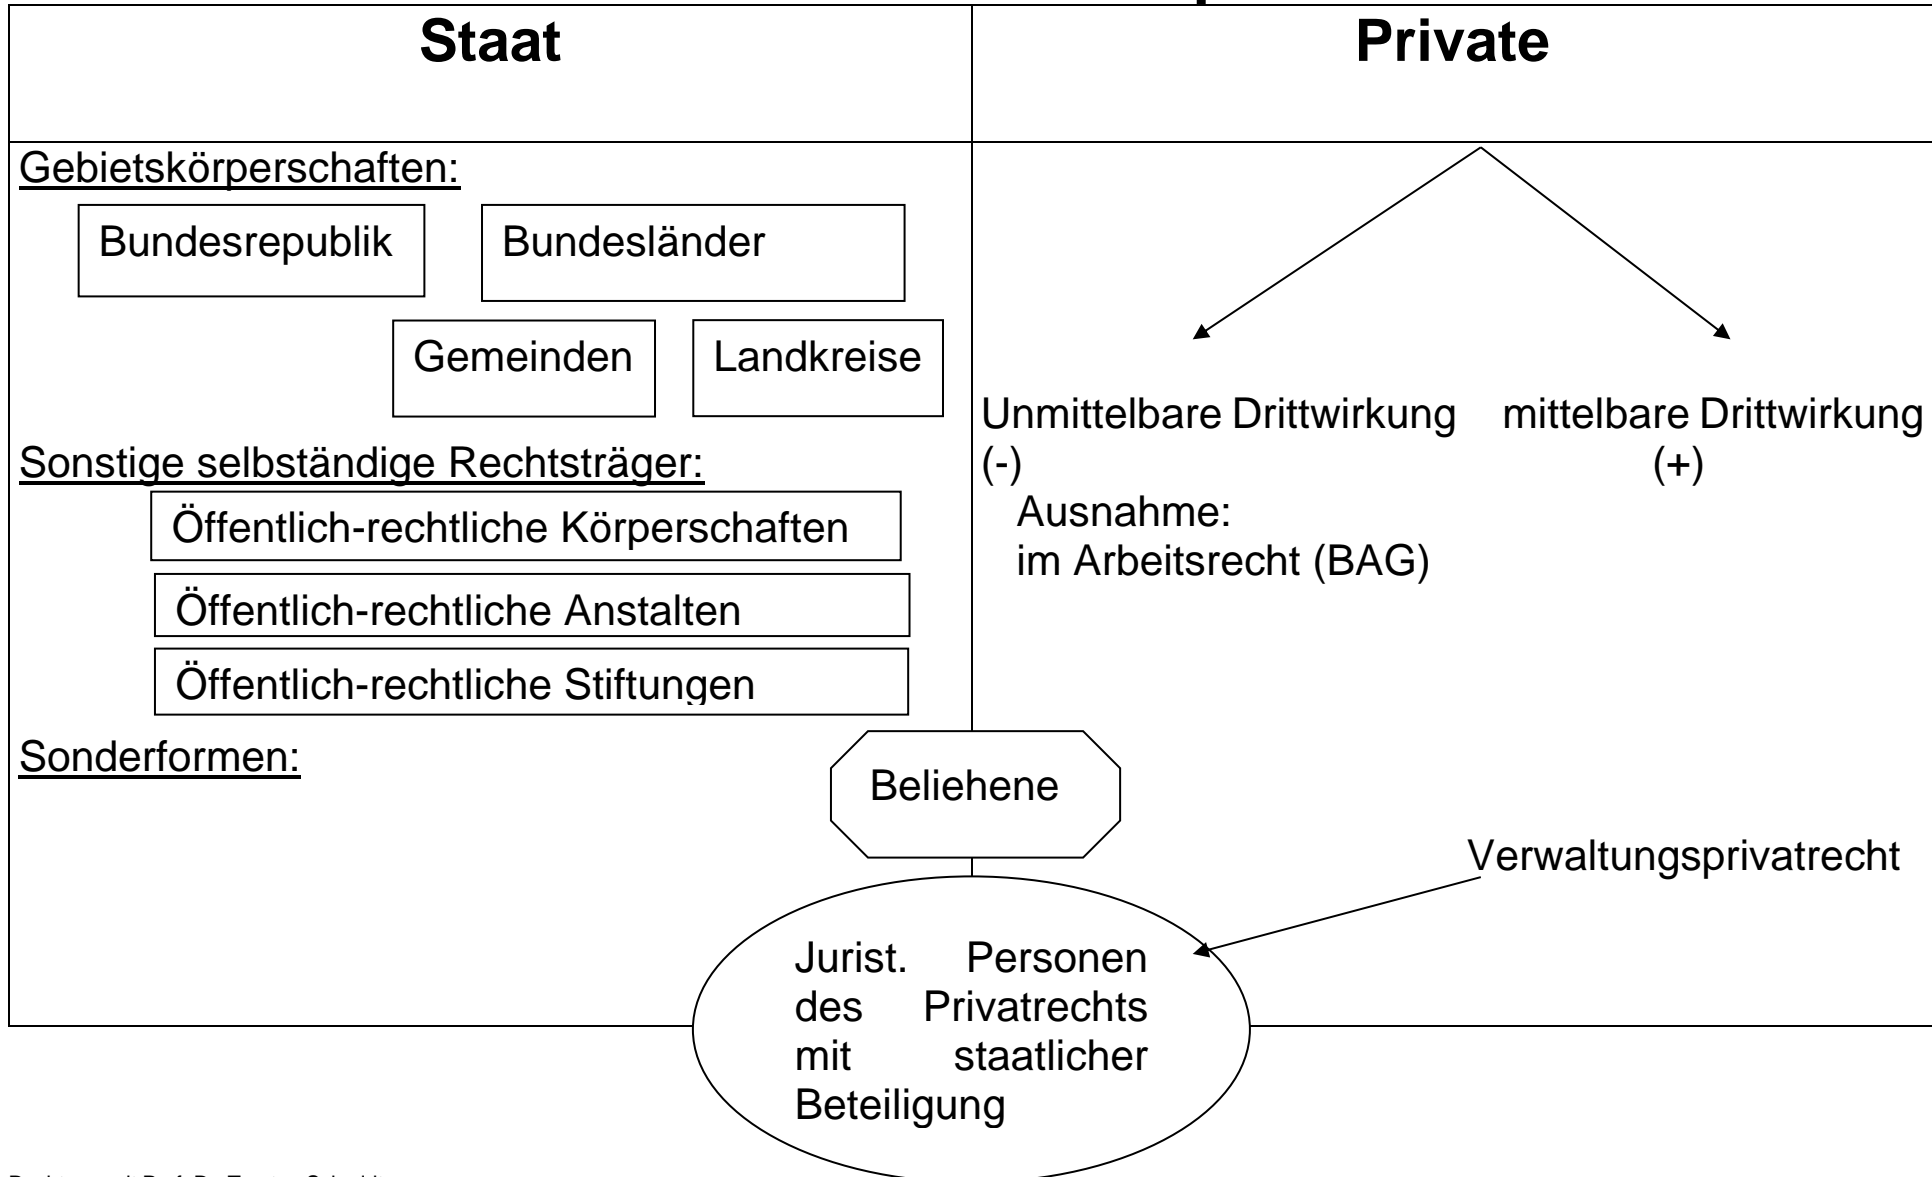 Staat
Private
Gebietskörperschaften:
Bundesrepublik
Bundesländer
Gemeinden
Landkreise
Sonstige selbständige Rechtsträger:
Öffentlich-rechtliche Körperschaften
Öffentlich-rechtliche Anstalten
Öffentlich-rechtliche Stiftungen
Sonderformen:
Unmittelbare Drittwirkung
(-)
Ausnahme:
im Arbeitsrecht (BAG)
mittelbare Drittwirkung
(+)
Beliehene
Verwaltungsprivatrecht
Jurist. Personen
des Privatrechts
mit staatlicher
Beteiligung